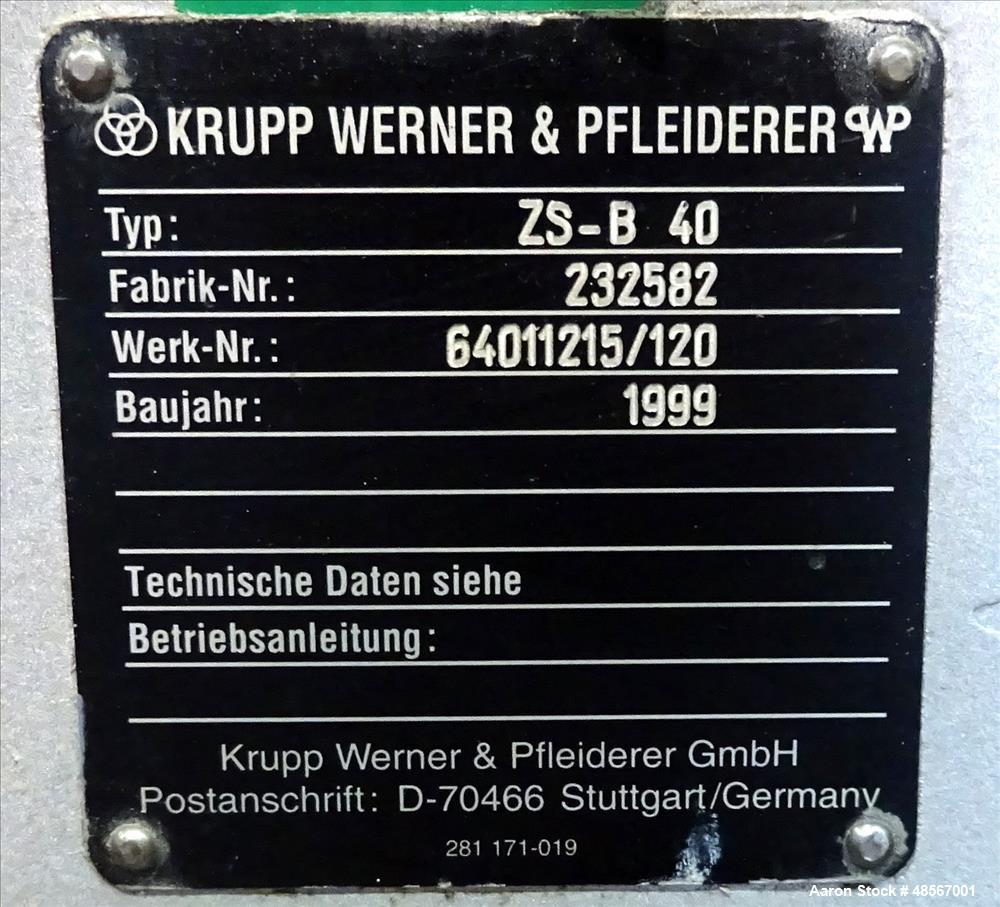 KRUPP WERNER & PFLEIDERER WP
Typ: ZS-B 40
Fabrik-Nr.: 232582
Werk-Nr.: 64011215/120
Baujahr: 1999
Technische Daten siehe
Betriebsanleitung:
Krupp Werner & Pfleiderer GmbH
Postanschrift: D-70466 Stuttgart/Germany
281 171-019
Aaron Stock # 48567001